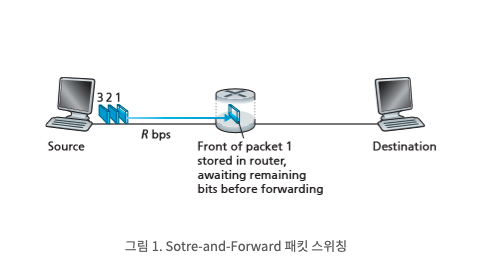 3 2 1
R bps
Source
Front of packet 1
stored in router,
awaiting remaining
bits before forwarding
Destination
그림 1. Sotre-and-Forward 패킷 스위칭